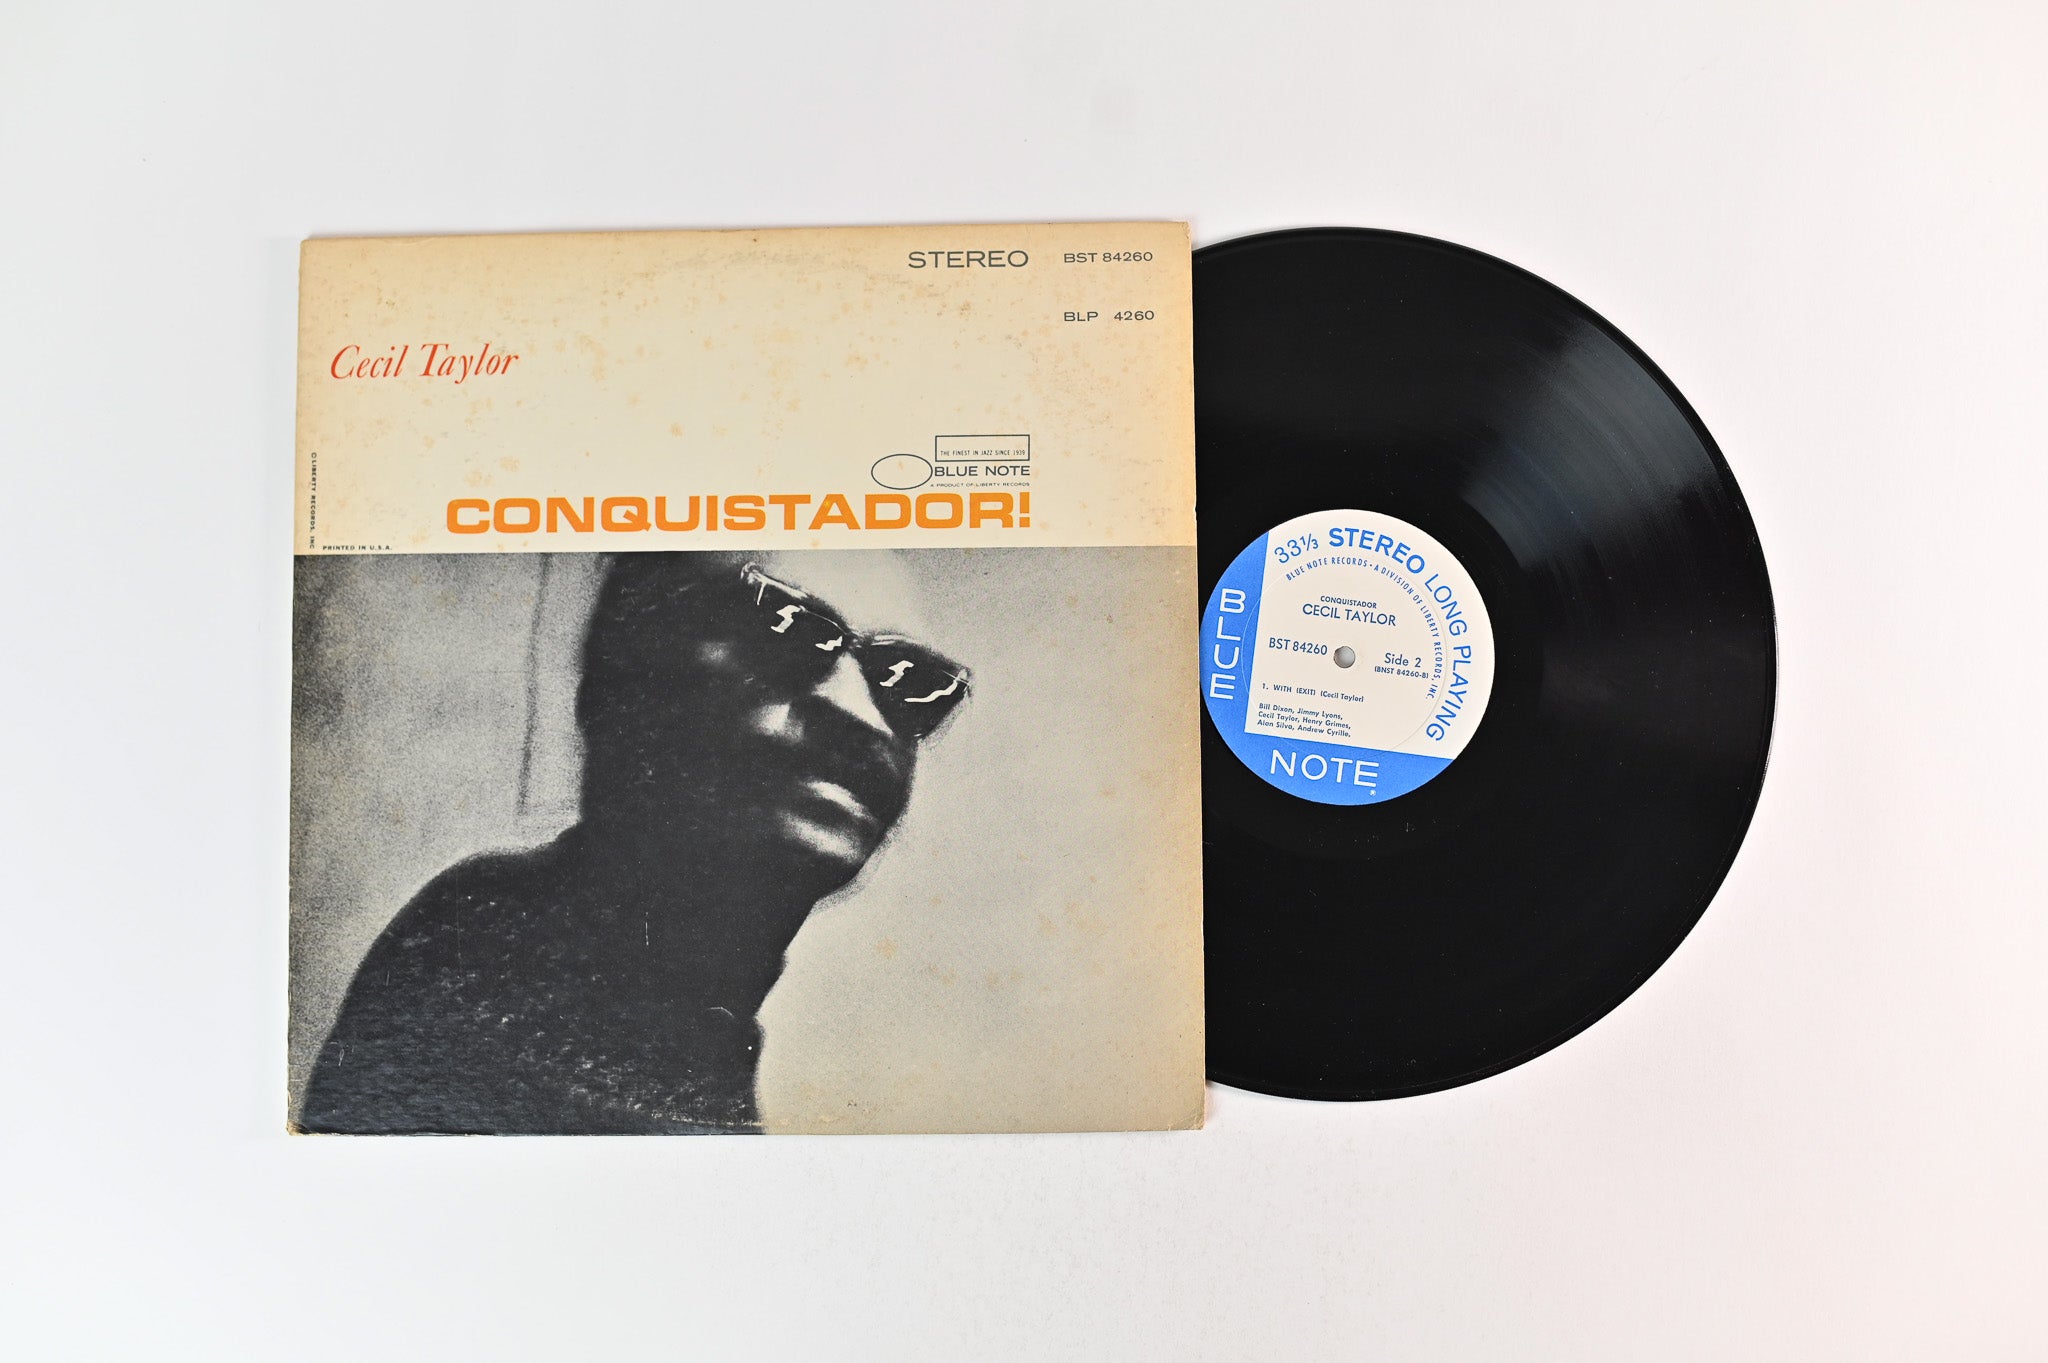 STEREO BST 84260
BLP 4260
Cecil Taylor
THE FINEST IN JAZZ SINCE 1939
BLUE NOTE
A PRODUCT OF LIBERTY RECORDS
CONQUISTADOR!
© LIBERTY RECORDS, INC
PRINTED IN U.S.A.
33⅓ STEREO LONG PLAYING
BLUE NOTE RECORDS • A DIVISION OF LIBERTY RECORDS, INC.
CONQUISTADOR
CECIL TAYLOR
BST 84260
Side 2
(BNST 84260-B)
1. WITH (EXIT) (Cecil Taylor)
Bill Dixon, Jimmy Lyons,
Cecil Taylor, Henry Grimes,
Alan Silva, Andrew Cyrille.
BLUE
NOTE
®